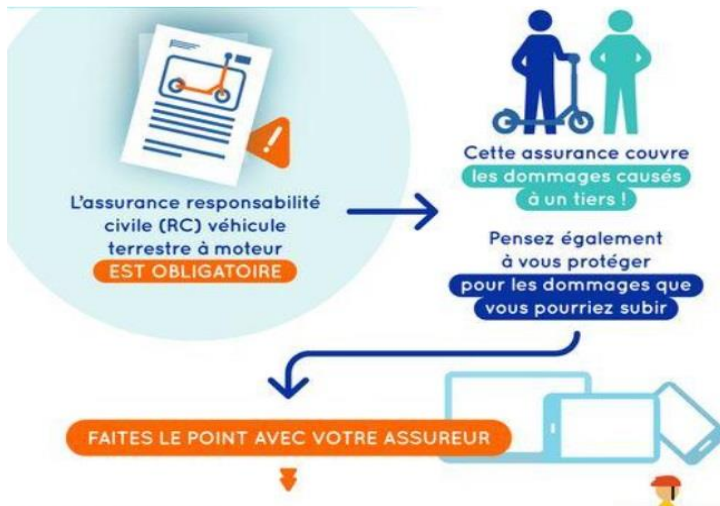 L'assurance responsabilité
civile (RC) véhicule
terrestre à moteur
EST OBLIGATOIRE
Cette assurance couvre
les dommages causés
à un tiers !
Pensez également
à vous protéger
pour les dommages que
vous pourriez subir
FAITES LE POINT AVEC VOTRE ASSUREUR